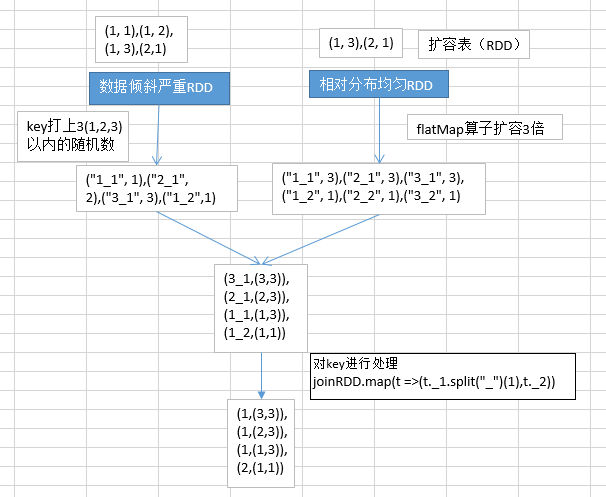 (1, 1),(1, 2),
(1, 3),(2,1)
(1, 3),(2, 1)
扩容表（RDD）
数据倾斜严重RDD
相对分布均匀RDD
key打上3(1,2,3)
以内的随机数
flatMap算子扩容3倍
("1_1", 1),("2_1",
2),("3_1", 3),("1_2",1)
("1_1", 3),("2_1", 3),("3_1", 3),
("1_2", 1),("2_2", 1),("3_2", 1)
(3_1,(3,3)),
(2_1,(2,3)),
(1_1,(1,3)),
(1_2,(1,1))
对key进行处理
joinRDD.map(t =>(t._1.split("_")(1),t._2))
(1,(3,3)),
(1,(2,3)),
(1,(1,3)),
(2,(1,1))